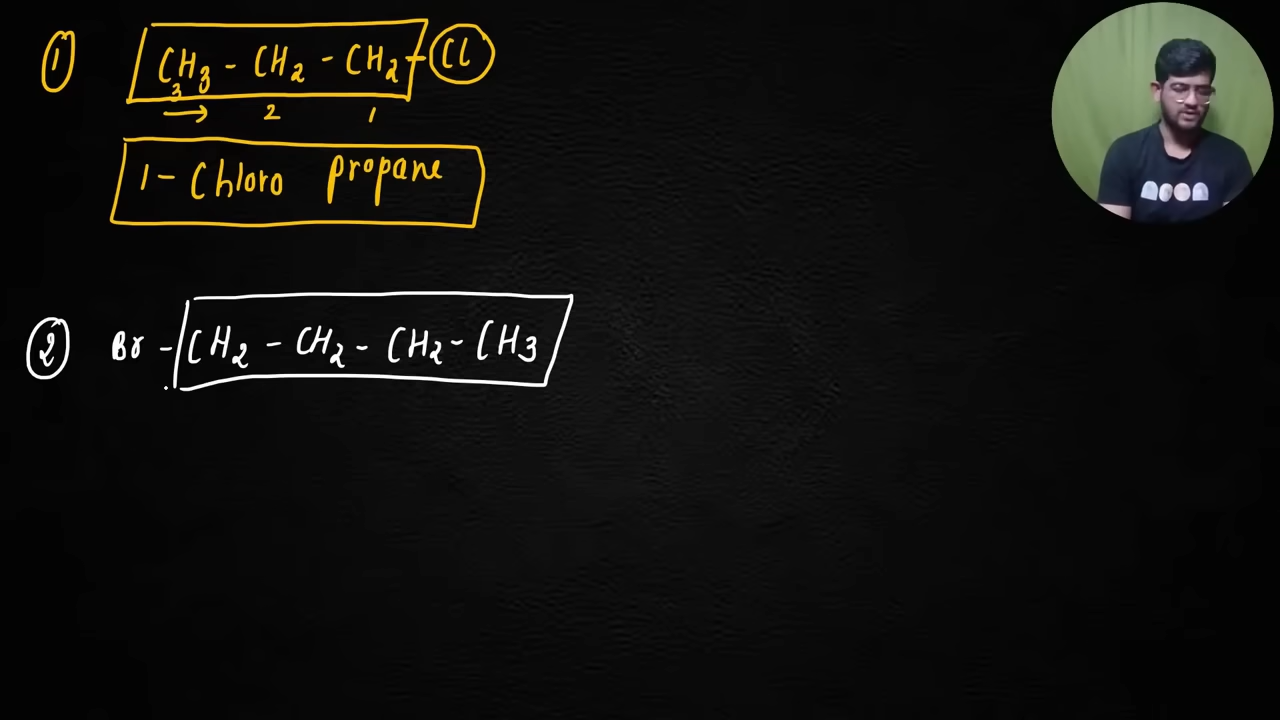 1 CH3 - CH2 - CH2 - Cl
3 2 1
1 - Chloro propane
2 Br - CH2 - CH2 - CH2 - CH3